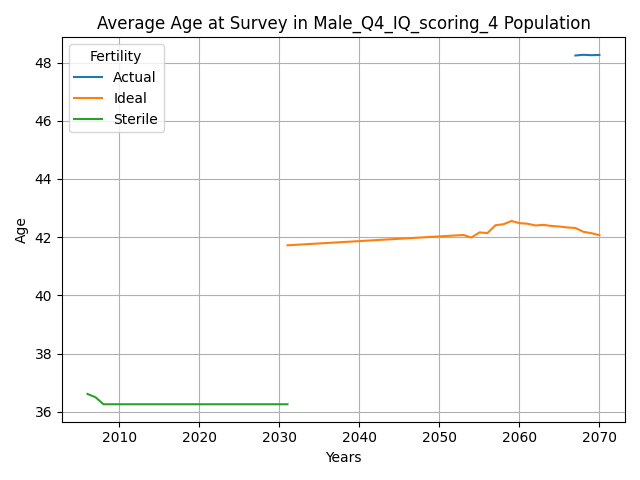 Average Age at Survey in Male_Q4_IQ_scoring_4 Population
Fertility
Actual
Ideal
Sterile
Age
48
46
44
42
40
38
36
2010
2020
2030
2040
2050
2060
2070
Years